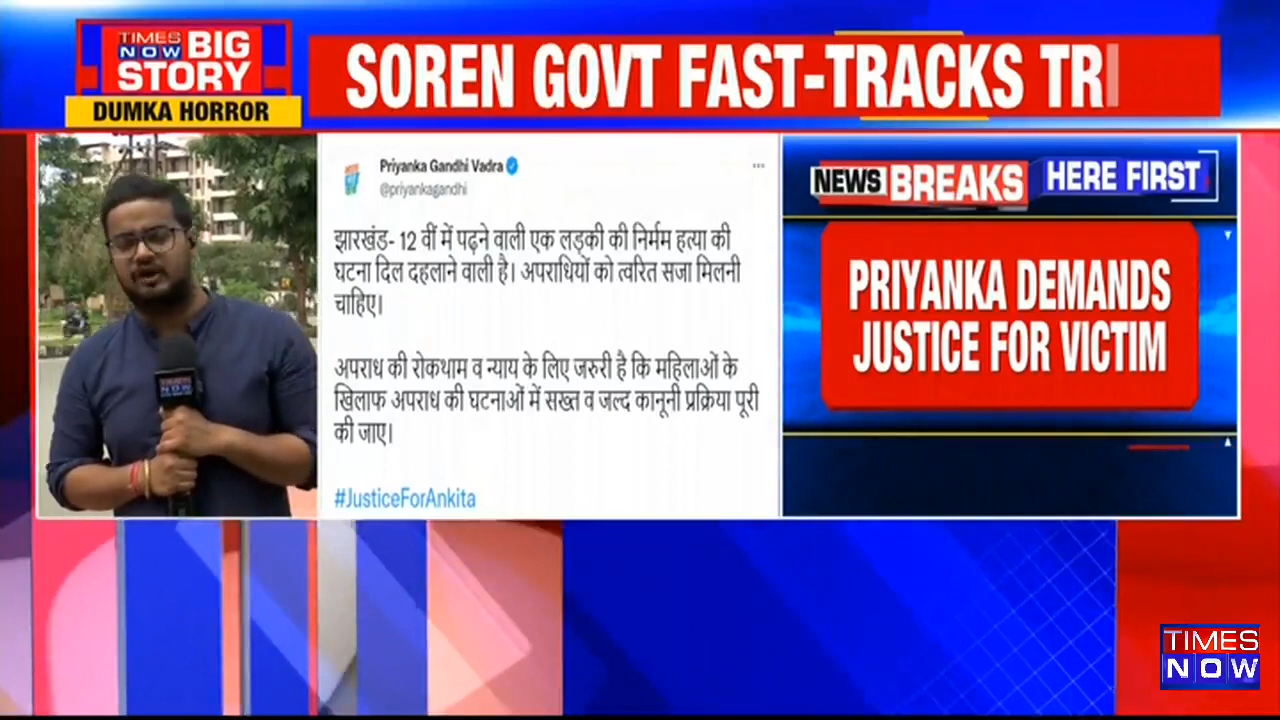 TIMES NOW BIG STORY
DUMKA HORROR
SOREN GOVT FAST-TRACKS TRI
Priyanka Gandhi Vadra
@priyankagandhi
झारखंड- 12 वीं में पढ़ने वाली एक लड़की की निर्मम हत्या की
घटना दिल दहलाने वाली है। अपराधियों को त्वरित सजा मिलनी
चाहिए।
अपराध की रोकथाम व न्याय के लिए जरुरी है कि महिलाओं के
खिलाफ अपराध की घटनाओं में सख्त व जल्द कानूनी प्रक्रिया पूरी
की जाए।
#JusticeForAnkita
NEWS BREAKS HERE FIRST
PRIYANKA DEMANDS
JUSTICE FOR VICTIM
TIMES
NOW
TIMES
NOW